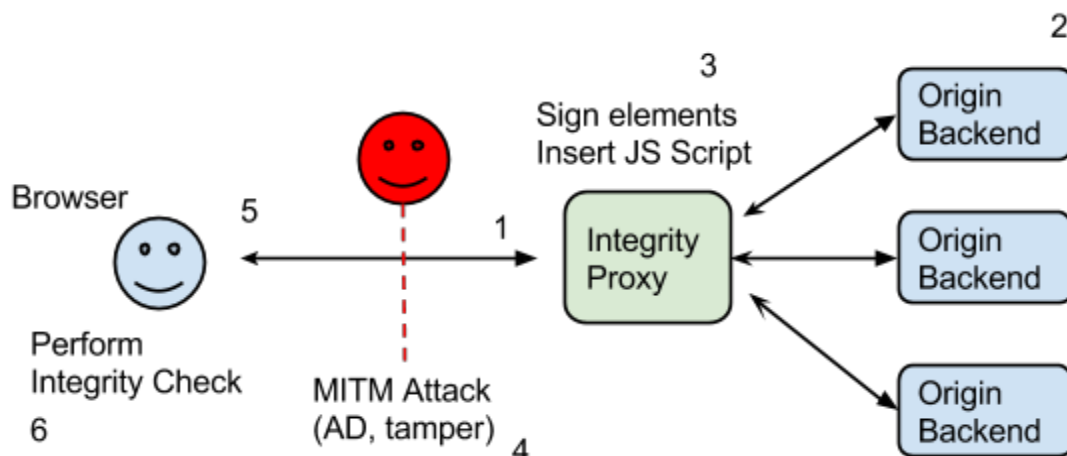 2
3
Origin
Backend
Sign elements
Insert JS Script
Browser
5
1
Integrity
Proxy
Origin
Backend
Perform
Integrity Check
6
MITM Attack
(AD, tamper)
4
Origin
Backend